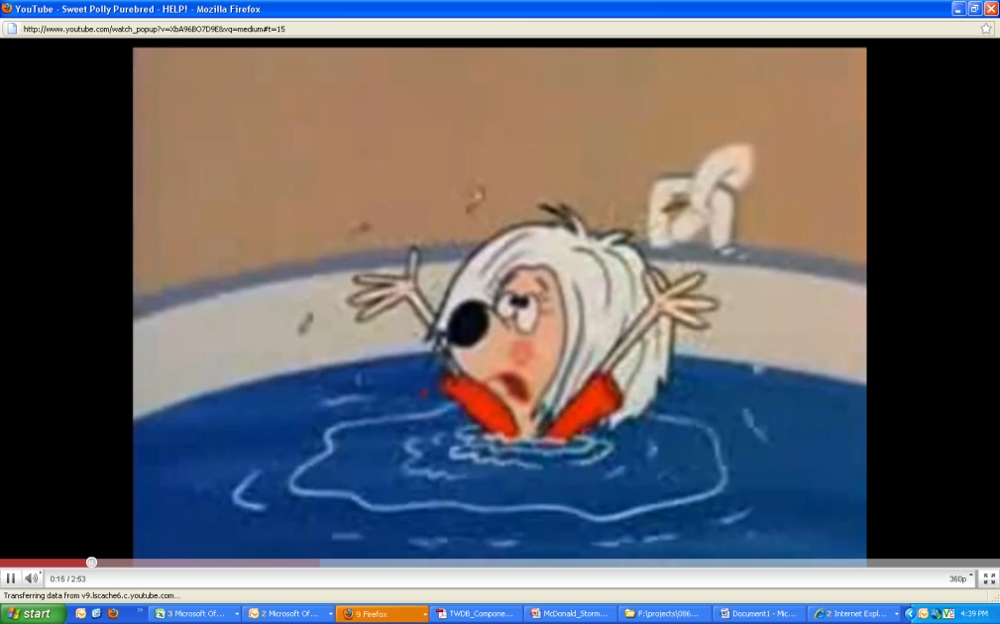 YouTube - Sweet Polly Purebred - HELP! - Mozilla Firefox
http://www.youtube.com/watch_popup?v=XbA96BO7D9E&vq=medium#t=15
0:15 / 2:53
360p
Transferring data from v9.lscache6.c.youtube.com...
start
3 Microsoft Of...
2 Microsoft Of...
9 Firefox
TWDB_Compone...
McDonald_Storm...
F:\projects\086...
Document1 - Mic...
2 Internet Expl...
4:39 PM